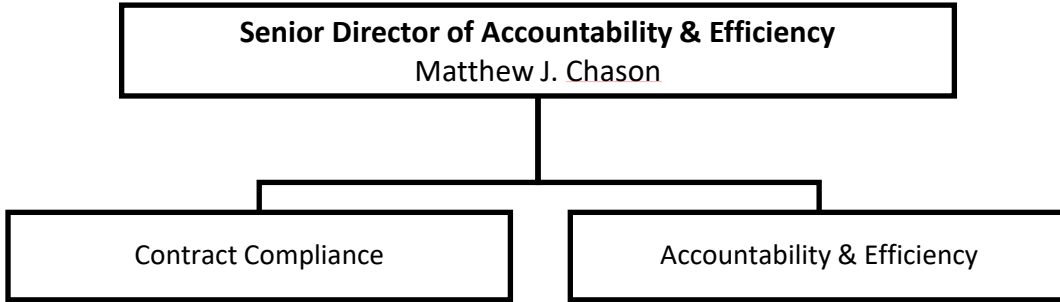 Senior Director of Accountability & Efficiency
Matthew J. Chason
Contract Compliance
Accountability & Efficiency